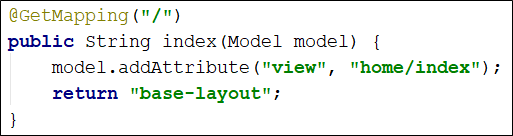 @GetMapping("/")
public String index(Model model) {
    model.addAttribute("view", "home/index");
    return "base-layout";
}